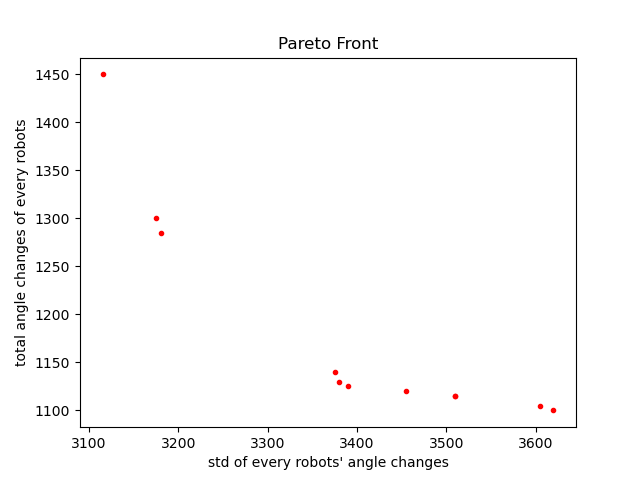 Pareto Front
total angle changes of every robots
1450
1400
1350
1300
1250
1200
1150
1100
3100 3200 3300 3400 3500 3600
std of every robots' angle changes